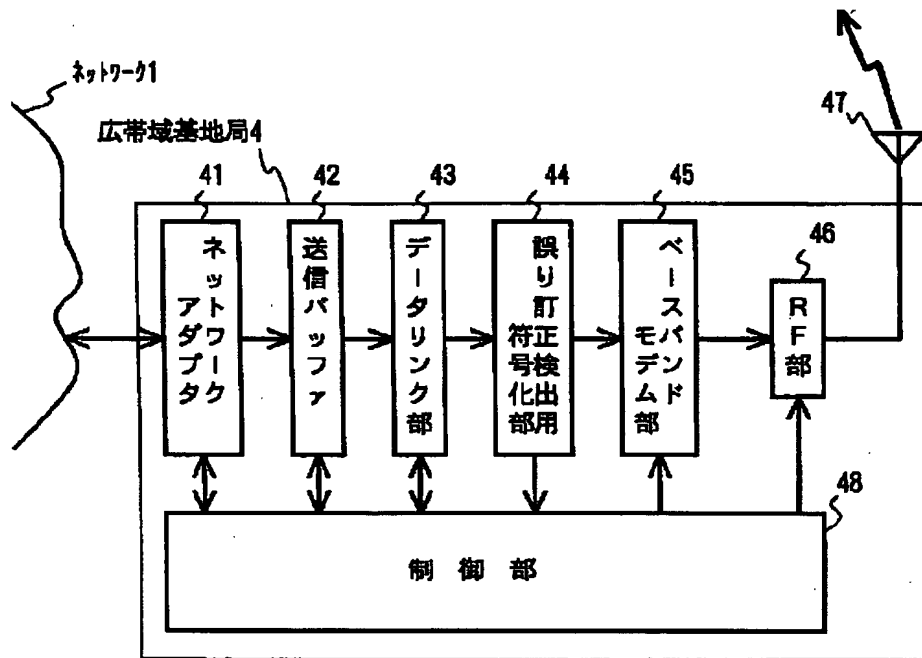 ネットワーク1
広帯域基地局4
47
41
42
43
44
45
46
ネットワーク
アダプタ
送信バッファ
データリンク部
誤り訂正検出用
符号化部
ベースバンド
モデム部
RF部
48
制御部